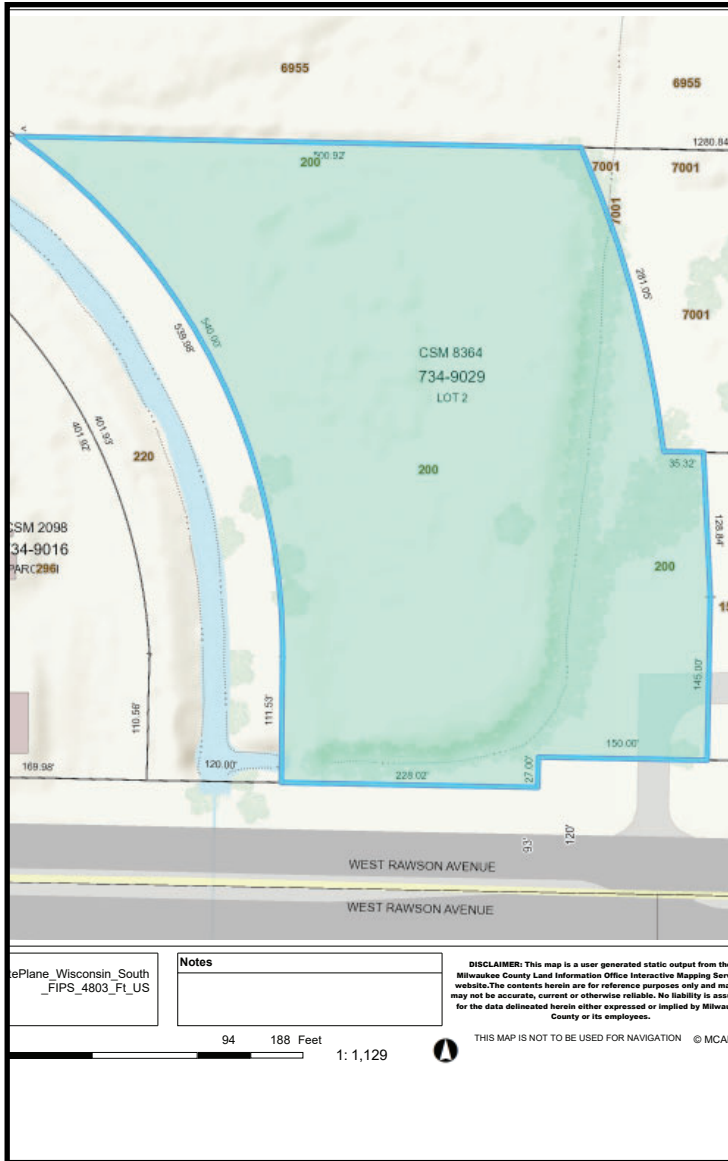 6955
6955
1280.84
500.92'
200
7001
7001
7001
281.05'
7001
539.98'
540.00'
CSM 8364
734-9029
LOT 2
35.32'
401.93'
401.92'
220
200
128.84'
CSM 2098
34-9016
PARC
296
200
15
145.00'
110.56'
111.53'
150.00'
169.98'
120.00'
228.02'
27.00'
93'
120'
WEST RAWSON AVENUE
WEST RAWSON AVENUE
tePlane_Wisconsin_South
_FIPS_4803_Ft_US
Notes
DISCLAIMER: This map is a user generated static output from the
Milwaukee County Land Information Office Interactive Mapping Serv
website.The contents herein are for reference purposes only and ma
may not be accurate, current or otherwise reliable. No liability is ass
for the data delineated herein either expressed or implied by Milwau
County or its employees.
94 188 Feet
1: 1,129
THIS MAP IS NOT TO BE USED FOR NAVIGATION © MCA